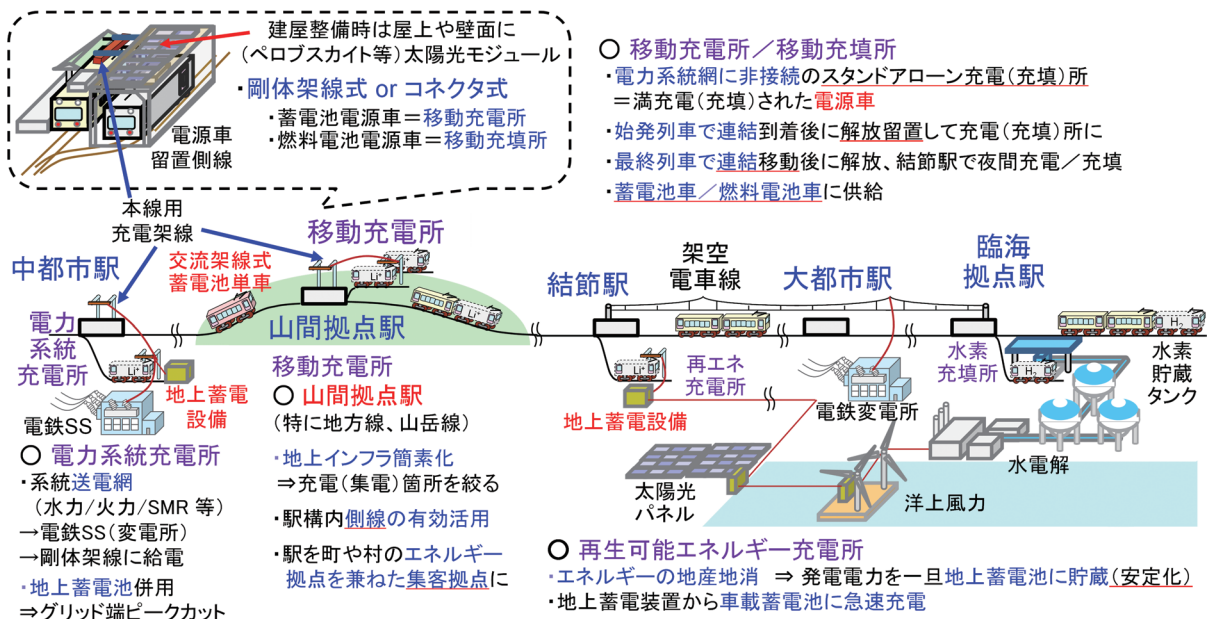 建屋整備時は屋上や壁面に
(ペロブスカイト等)太陽光モジュール
・剛体架線式 or コネクタ式
・蓄電池電源車＝移動充電所
・燃料電池電源車＝移動充填所
電源車
留置側線
○ 移動充電所／移動充填所
・電力系統網に非接続のスタンドアローン充電(充填)所
＝満充電(充填)された電源車
・始発列車で連結到着後に解放留置して充電(充填)所に
・最終列車で連結移動後に解放、結節駅で夜間充電／充填
・蓄電池車／燃料電池車に供給
本線用
充電架線
中都市駅
交流架線式
蓄電池単車
移動充電所
山間拠点駅
結節駅
架空
電車線
大都市駅
臨海
拠点駅
電力
系統
充電所
Li⁺
Li⁺
Li⁺
Li⁺
Li⁺
H₂
H₂
地上蓄電
設備
電鉄SS
再エネ
充電所
地上蓄電設備
電鉄変電所
水素
充填所
水素
貯蔵
タンク
水電解
太陽光
パネル
洋上風力
○ 電力系統充電所
・系統送電網
(水力/火力/SMR 等)
→電鉄SS(変電所)
→剛体架線に給電
・地上蓄電池併用
⇒グリッド端ピークカット
移動充電所
○ 山間拠点駅
(特に地方線、山岳線)
・地上インフラ簡素化
⇒充電(集電)箇所を絞る
・駅構内側線の有効活用
・駅を町や村のエネルギー
拠点を兼ねた集客拠点に
○ 再生可能エネルギー充電所
・エネルギーの地産地消 ⇒ 発電電力を一旦地上蓄電池に貯蔵(安定化)
・地上蓄電装置から車載蓄電池に急速充電